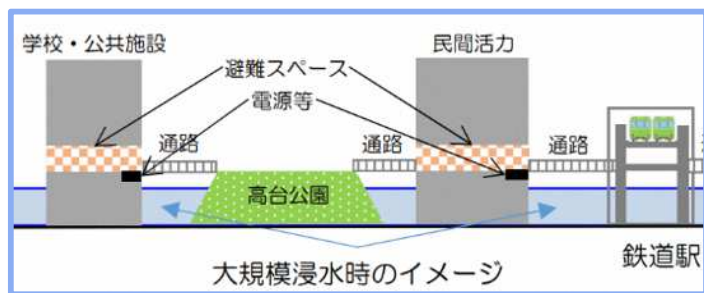 学校・公共施設
民間活力
避難スペース
電源等
通路
通路
通路
通
高台公園
大規模浸水時のイメージ
鉄道駅